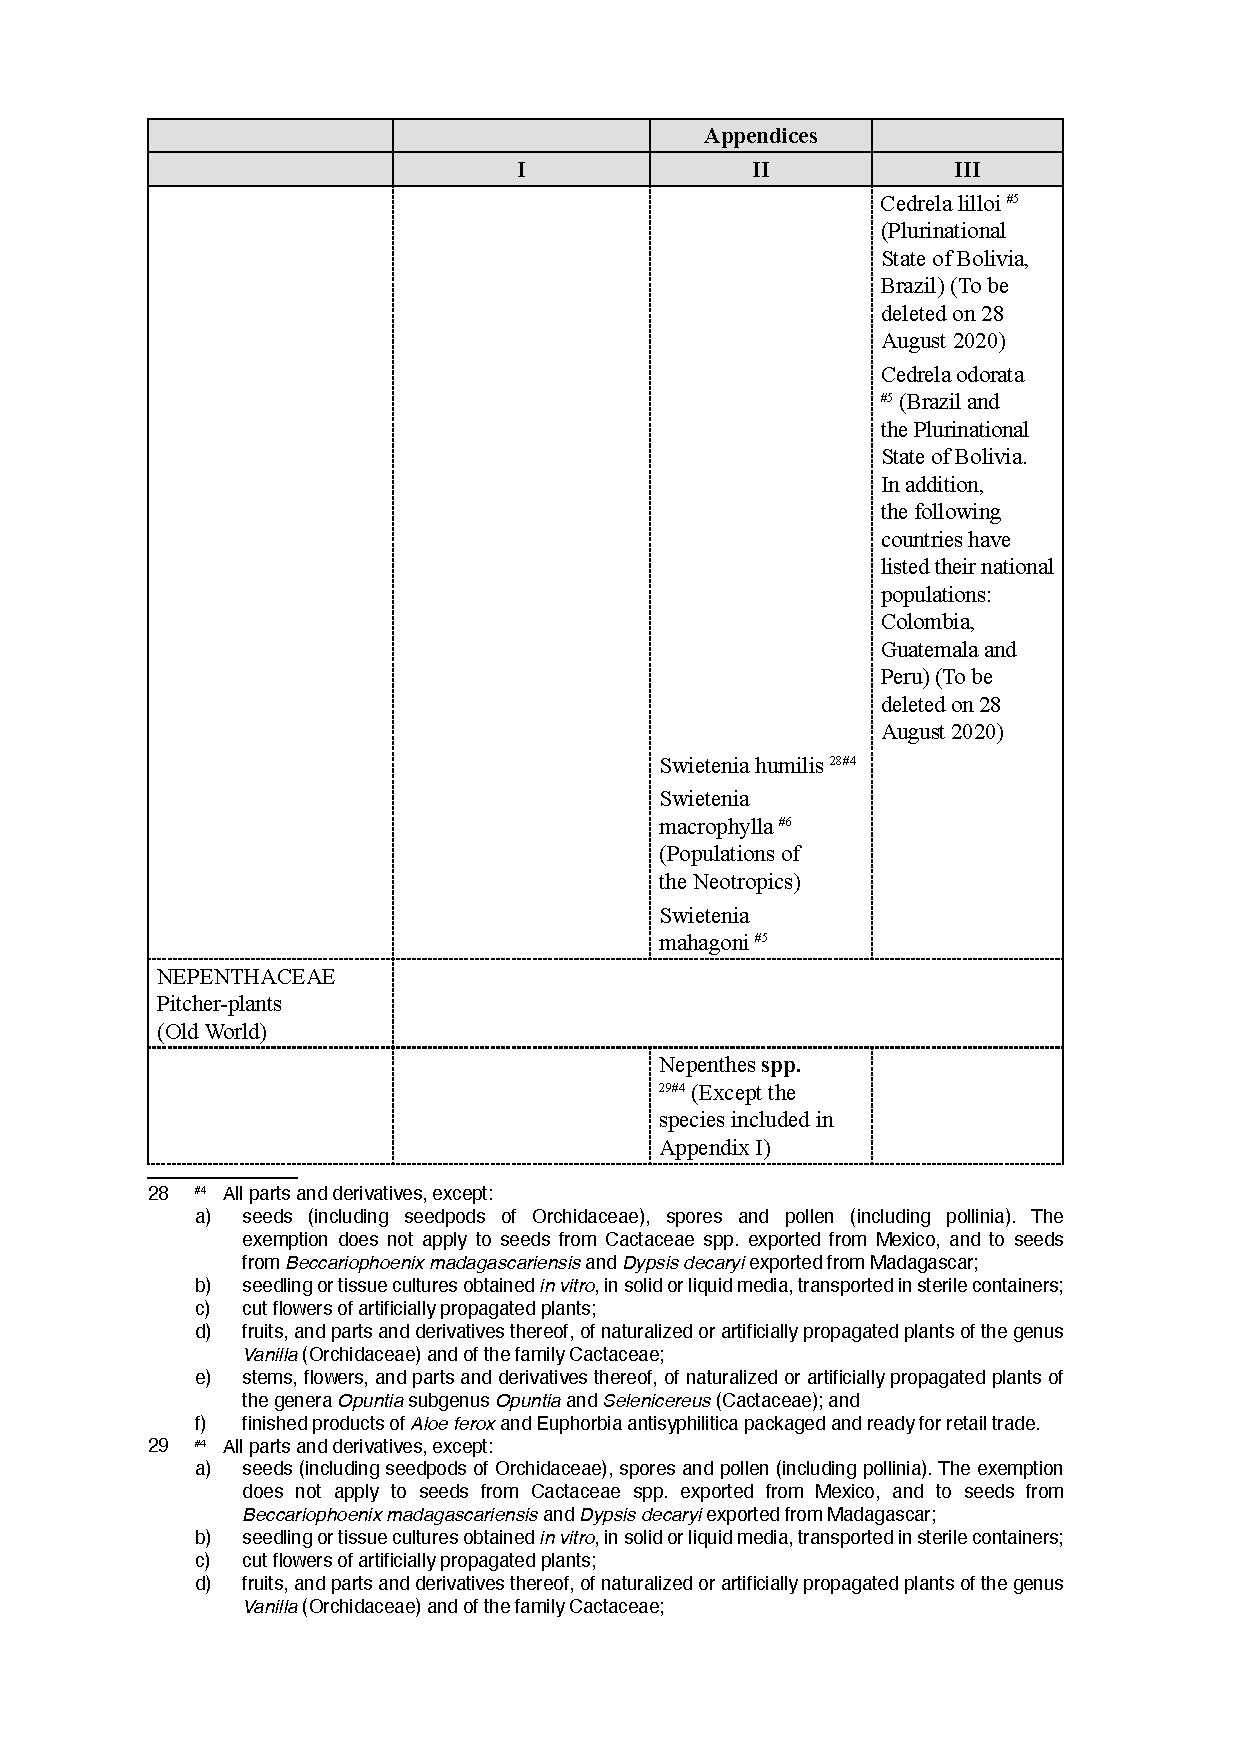 Appendices
I II III
Cedrela lilloi #5
(Plurinational
State of Bolivia,
Brazil) (To be
deleted on 28
August 2020)
Cedrela odorata
#5 (Brazil and
the Plurinational
State of Bolivia.
In addition,
the following
countries have
listed their national
populations:
Colombia,
Guatemala and
Peru) (To be
deleted on 28
August 2020)
Swietenia humilis 28#4
Swietenia
macrophylla #6
(Populations of
the Neotropics)
Swietenia
mahagoni #5
NEPENTHACEAE
Pitcher-plants
(Old World)
Nepenthes spp.
29#4 (Except the
species included in
Appendix I)
28 #4 All parts and derivatives, except:
a) seeds (including seedpods of Orchidaceae), spores and pollen (including pollinia). The
exemption does not apply to seeds from Cactaceae spp. exported from Mexico, and to seeds
from Beccariophoenix madagascariensis and Dypsis decaryi exported from Madagascar;
b) seedling or tissue cultures obtained in vitro, in solid or liquid media, transported in sterile containers;
c) cut flowers of artificially propagated plants;
d) fruits, and parts and derivatives thereof, of naturalized or artificially propagated plants of the genus
Vanilla (Orchidaceae) and of the family Cactaceae;
e) stems, flowers, and parts and derivatives thereof, of naturalized or artificially propagated plants of
the genera Opuntia subgenus Opuntia and Selenicereus (Cactaceae); and
f) finished products of Aloe ferox and Euphorbia antisyphilitica packaged and ready for retail trade.
29 #4 All parts and derivatives, except:
a) seeds (including seedpods of Orchidaceae), spores and pollen (including pollinia). The exemption
does not apply to seeds from Cactaceae spp. exported from Mexico, and to seeds from
Beccariophoenix madagascariensis and Dypsis decaryi exported from Madagascar;
b) seedling or tissue cultures obtained in vitro, in solid or liquid media, transported in sterile containers;
c) cut flowers of artificially propagated plants;
d) fruits, and parts and derivatives thereof, of naturalized or artificially propagated plants of the genus
Vanilla (Orchidaceae) and of the family Cactaceae;